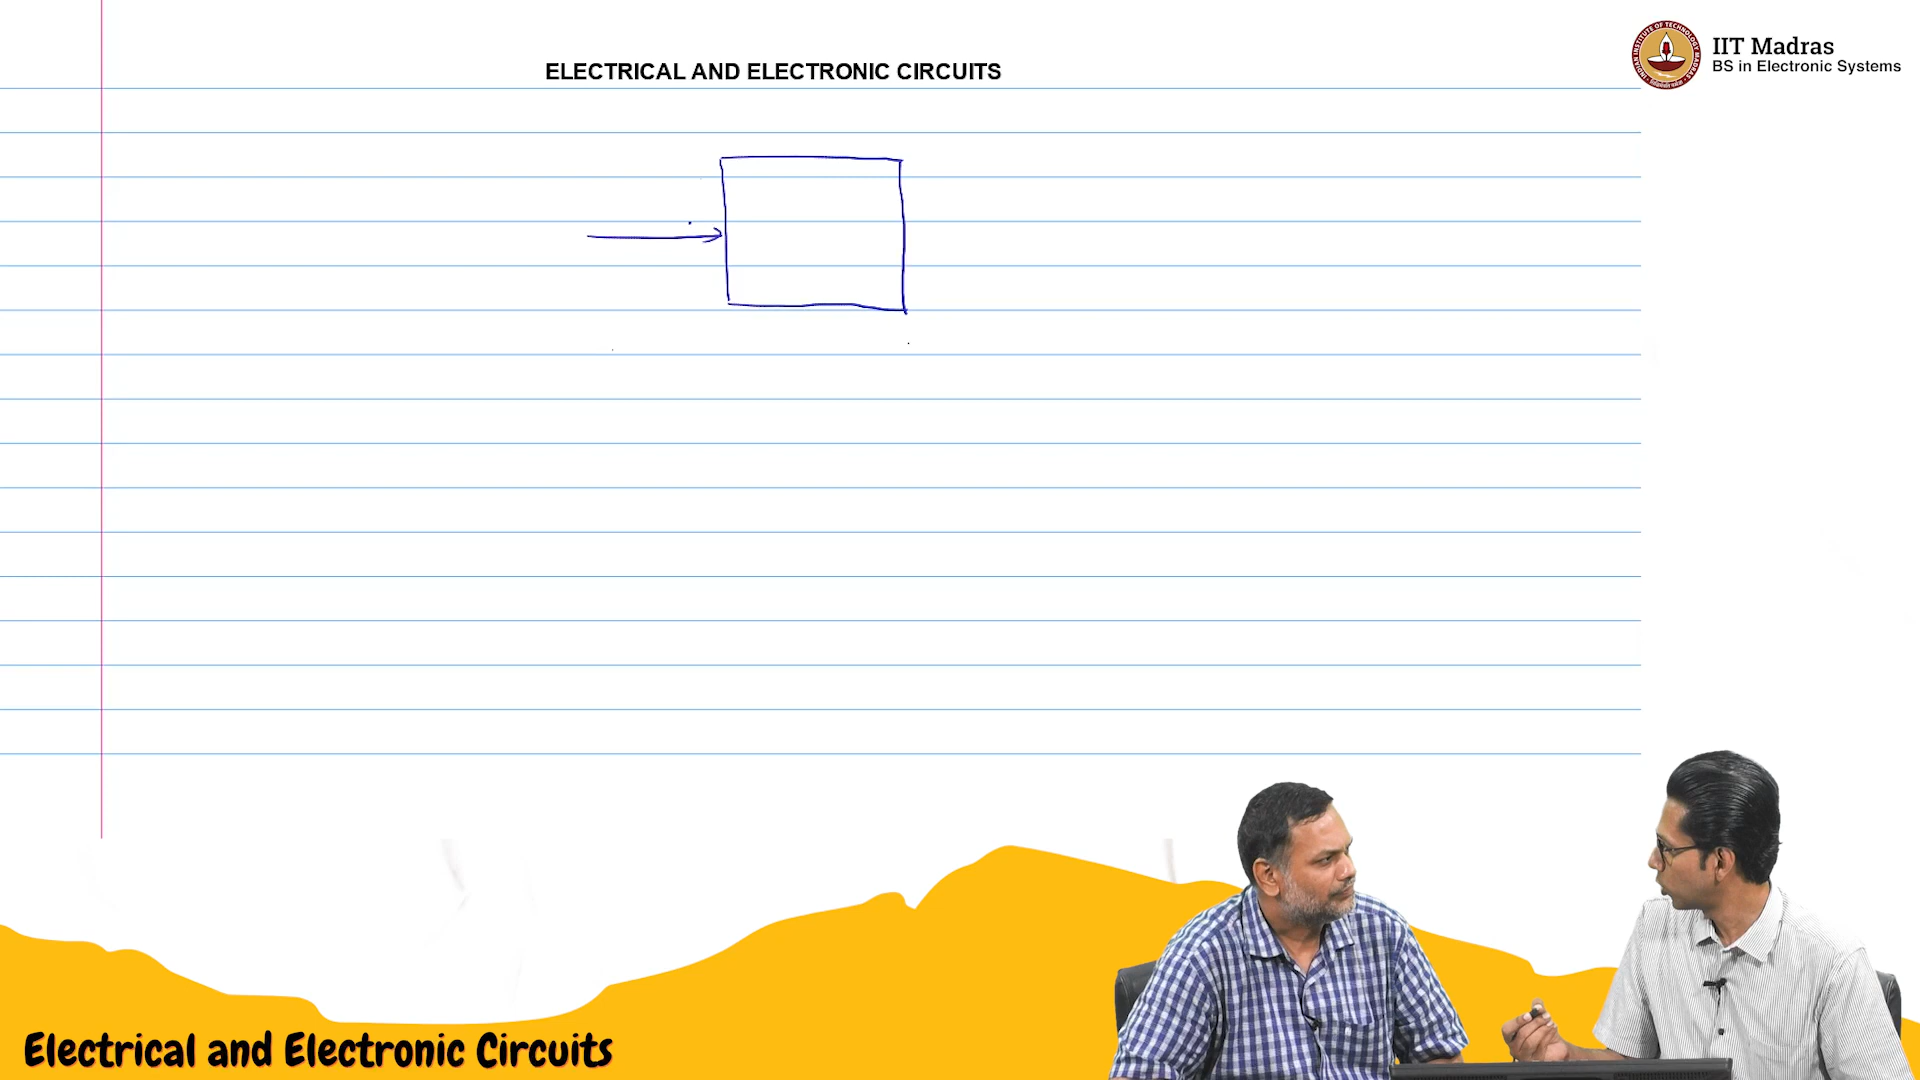 ELECTRICAL AND ELECTRONIC CIRCUITS
IIT Madras
BS in Electronic Systems
Electrical and Electronic Circuits